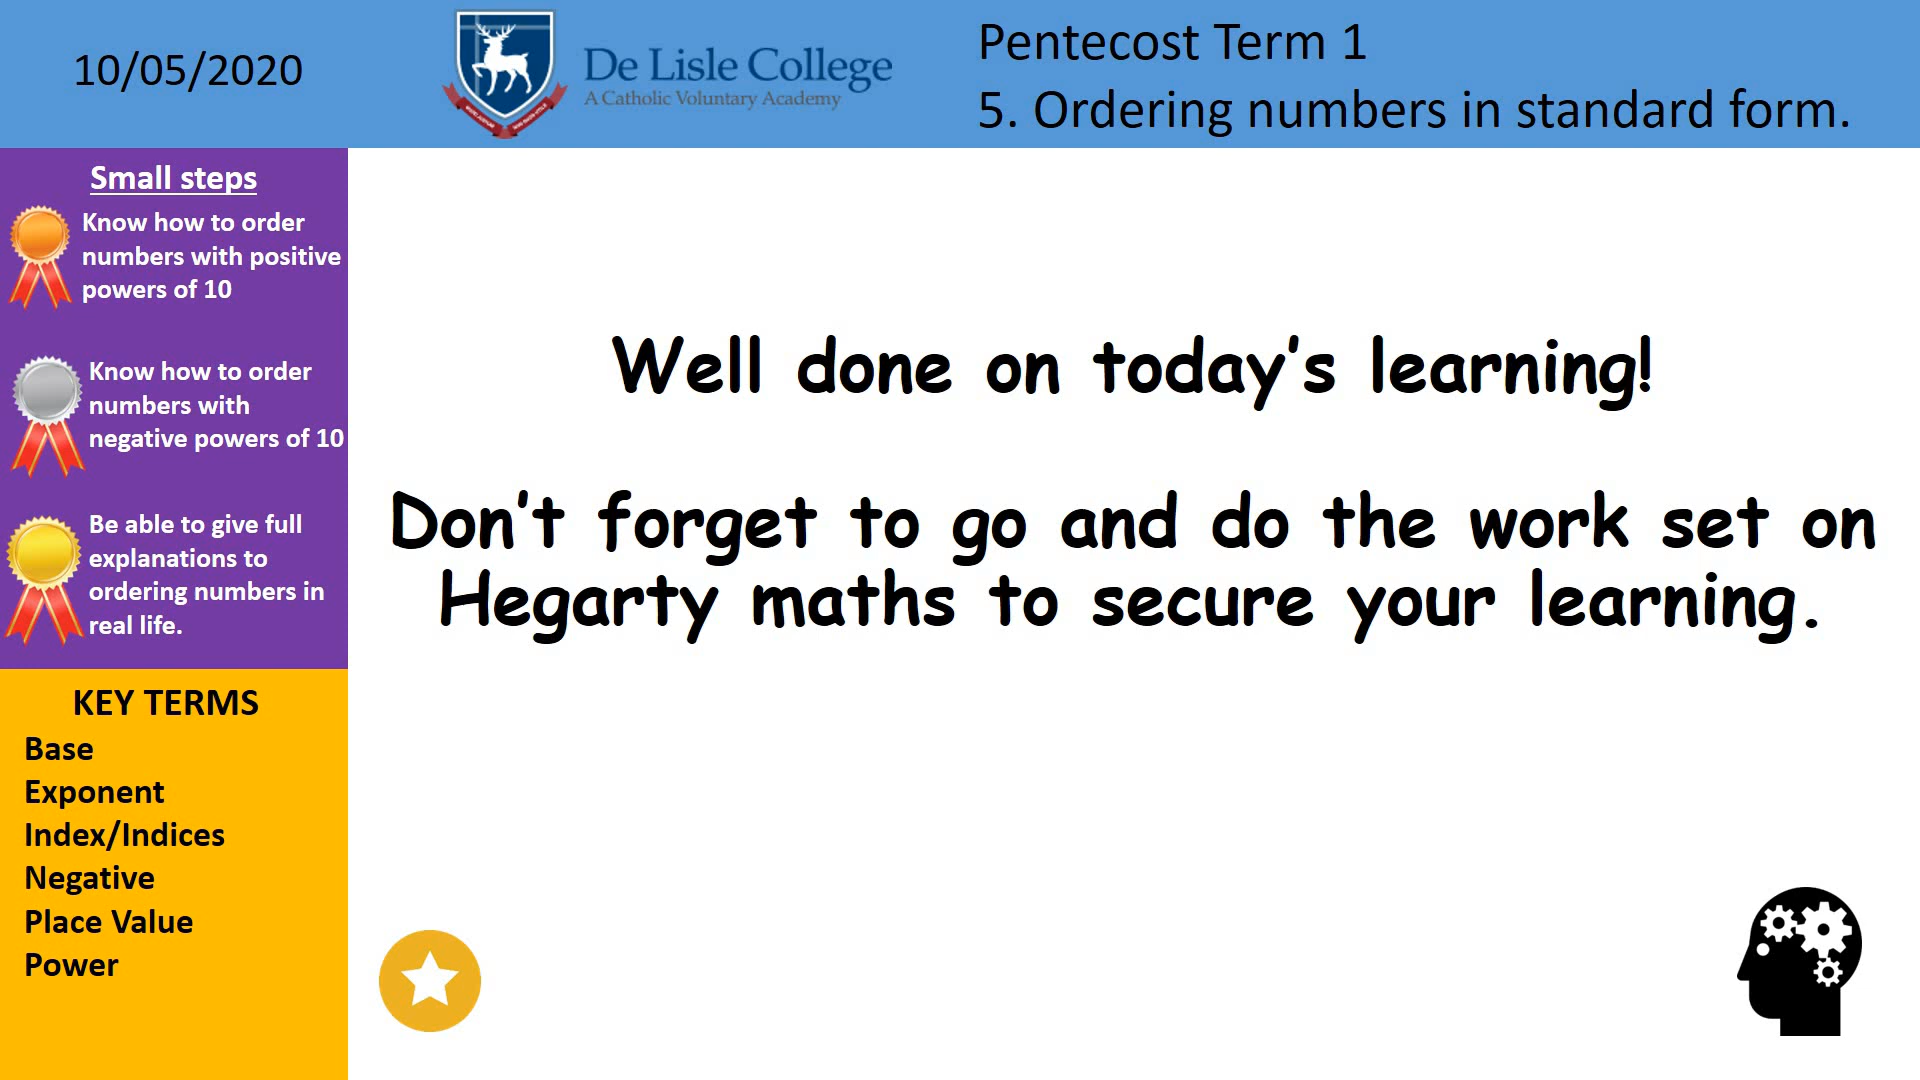 10/05/2020
De Lisle College
A Catholic Voluntary Academy
Pentecost Term 1
5. Ordering numbers in standard form.
Small steps
Know how to order
numbers with positive
powers of 10
Know how to order
numbers with
negative powers of 10
Be able to give full
explanations to
ordering numbers in
real life.
KEY TERMS
Base
Exponent
Index/Indices
Negative
Place Value
Power
Well done on today's learning!
Don't forget to go and do the work set on
Hegarty maths to secure your learning.